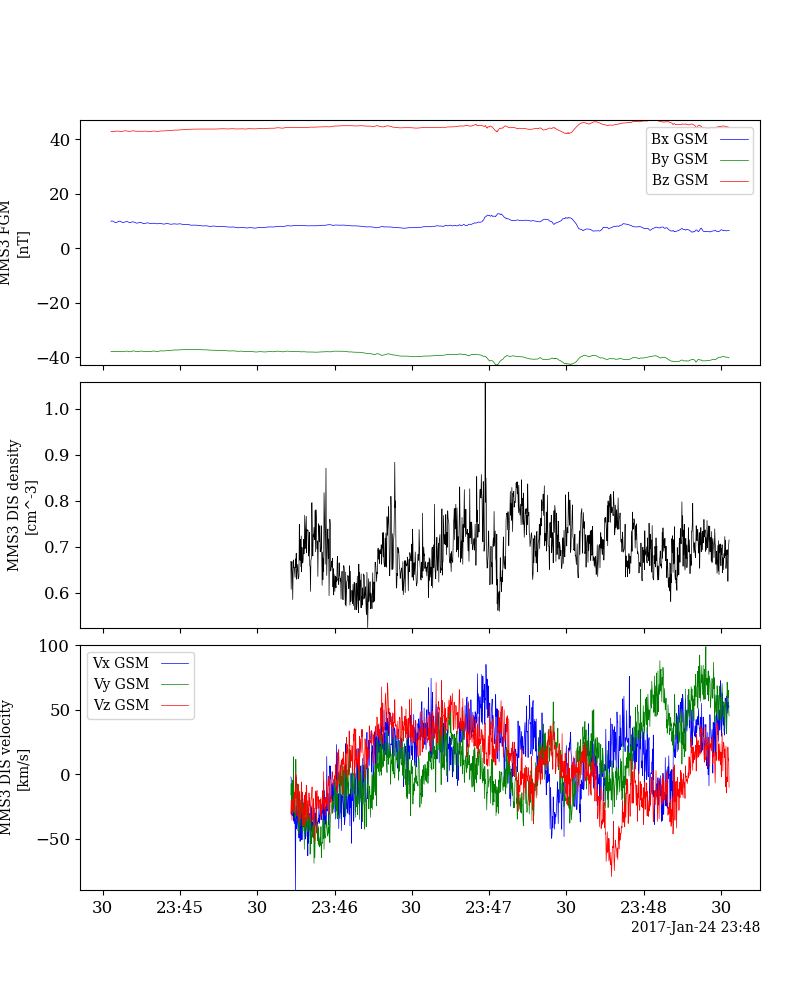 40
20
0
−20
−40
MMS3 FGM
[nT]
Bx GSM
By GSM
Bz GSM
1.0
0.9
0.8
0.7
0.6
MMS3 DIS density
[cm^-3]
100
50
0
−50
MMS3 DIS velocity
[km/s]
Vx GSM
Vy GSM
Vz GSM
30 23:45 30 23:46 30 23:47 30 23:48 30
2017-Jan-24 23:48